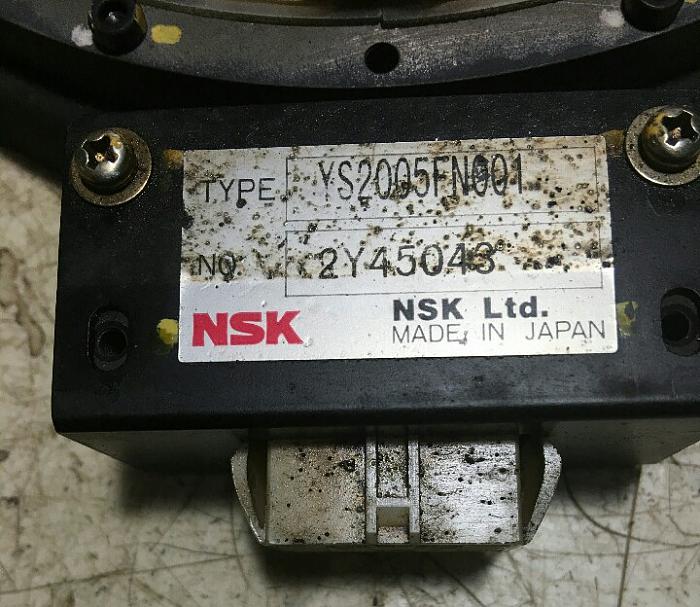 TYPE YS2005FN001
NO. 2Y45043
NSK NSK Ltd.
MADE IN JAPAN